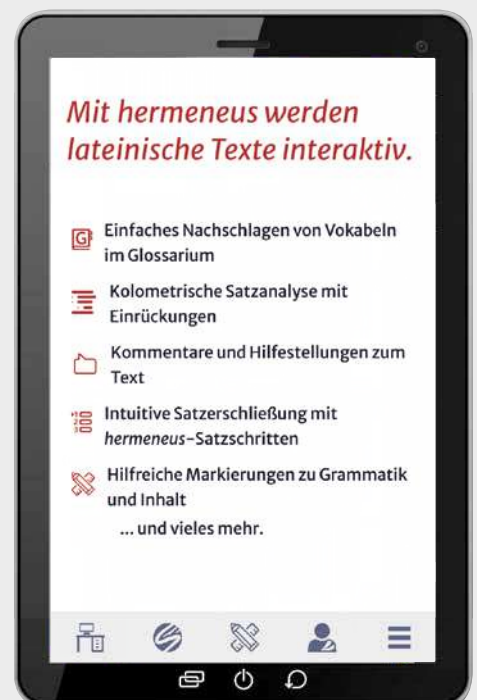 Mit hermeneus werden
lateinische Texte interaktiv.
G
Einfaches Nachschlagen von Vokabeln
im Glossarium
Kolometrische Satzanalyse mit
Einrückungen
Kommentare und Hilfestellungen zum
Text
Intuitive Satzerschließung mit
hermeneus-Satzschritten
Hilfreiche Markierungen zu Grammatik
und Inhalt
... und vieles mehr.